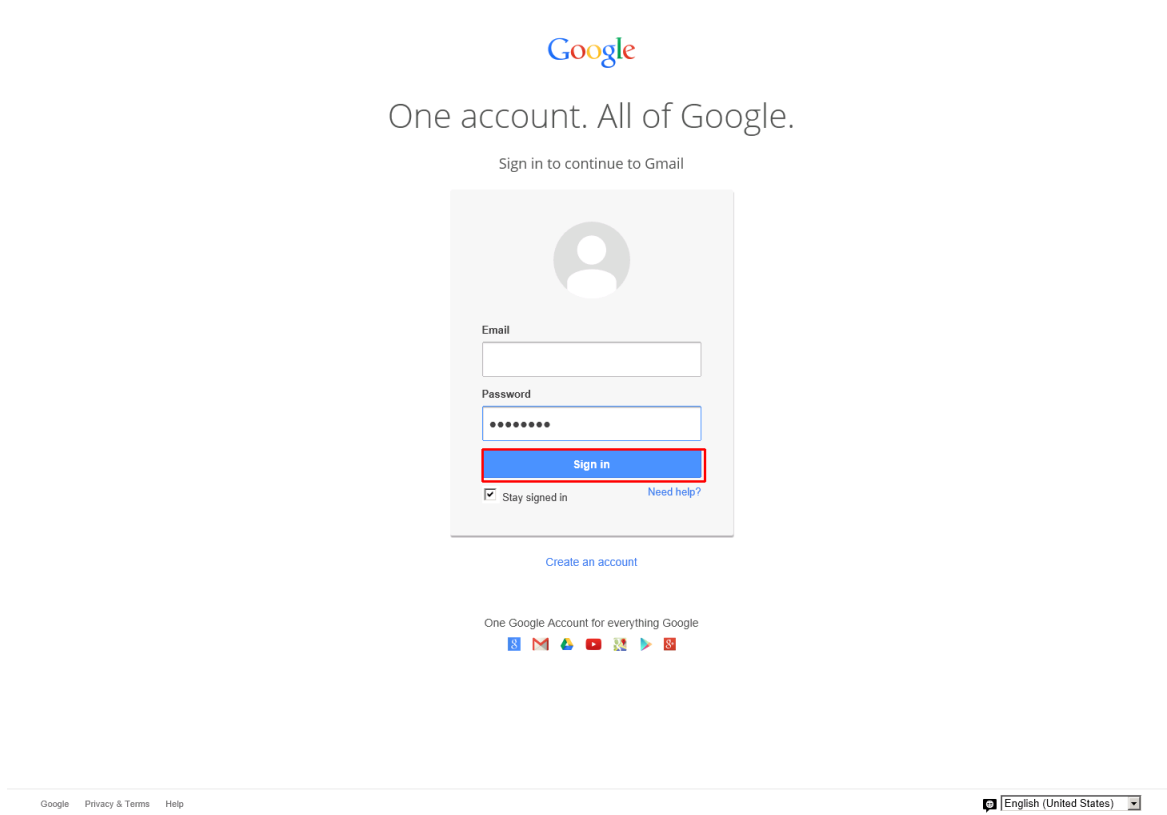 Google
One account. All of Google.
Sign in to continue to Gmail
Email
Password
••••••••
Sign in
Stay signed in
Need help?
Create an account
One Google Account for everything Google
Google Privacy & Terms Help
English (United States)